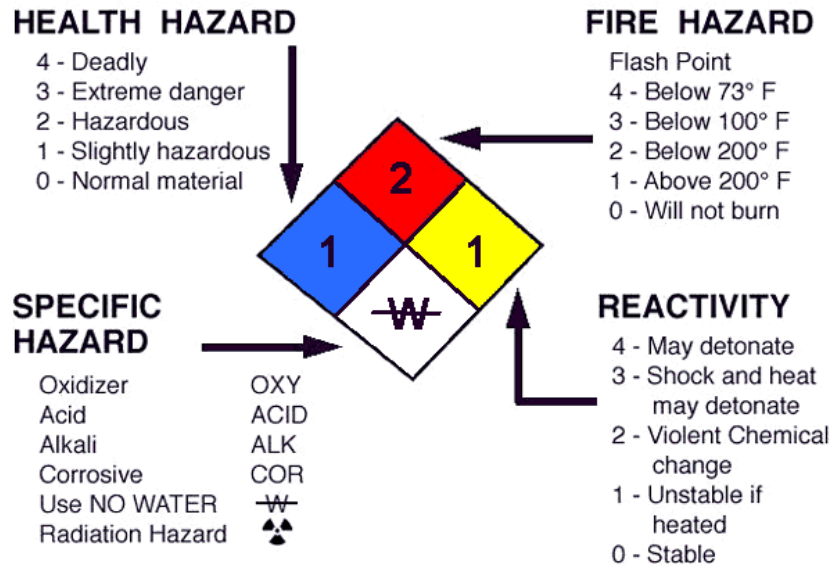 HEALTH HAZARD
4 - Deadly
3 - Extreme danger
2 - Hazardous
1 - Slightly hazardous
0 - Normal material
FIRE HAZARD
Flash Point
4 - Below 73° F
3 - Below 100° F
2 - Below 200° F
1 - Above 200° F
0 - Will not burn
2
1
1
W
SPECIFIC
HAZARD
Oxidizer OXY
Acid ACID
Alkali ALK
Corrosive COR
Use NO WATER W
Radiation Hazard
REACTIVITY
4 - May detonate
3 - Shock and heat
may detonate
2 - Violent Chemical
change
1 - Unstable if
heated
0 - Stable